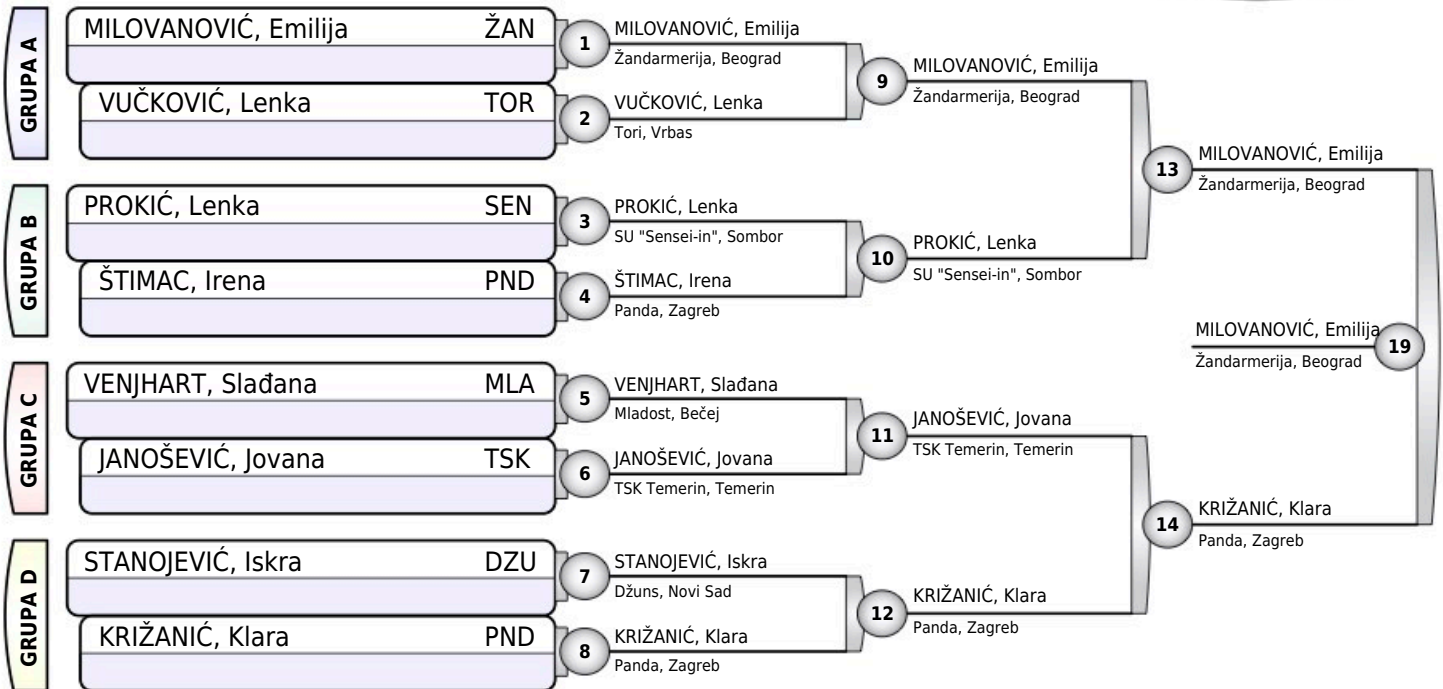 GRUPA A
MILOVANOVIĆ, Emilija ŽAN
VUČKOVIĆ, Lenka TOR
1
MILOVANOVIĆ, Emilija
Žandarmerija, Beograd
2
VUČKOVIĆ, Lenka
Tori, Vrbas
9
MILOVANOVIĆ, Emilija
Žandarmerija, Beograd
GRUPA B
PROKIĆ, Lenka SEN
ŠTIMAC, Irena PND
3
PROKIĆ, Lenka
SU "Sensei-in", Sombor
4
ŠTIMAC, Irena
Panda, Zagreb
10
PROKIĆ, Lenka
SU "Sensei-in", Sombor
13
MILOVANOVIĆ, Emilija
Žandarmerija, Beograd
GRUPA C
VENJHART, Slađana MLA
JANOŠEVIĆ, Jovana TSK
5
VENJHART, Slađana
Mladost, Bečej
6
JANOŠEVIĆ, Jovana
TSK Temerin, Temerin
11
JANOŠEVIĆ, Jovana
TSK Temerin, Temerin
GRUPA D
STANOJEVIĆ, Iskra DZU
KRIŽANIĆ, Klara PND
7
STANOJEVIĆ, Iskra
Džuns, Novi Sad
8
KRIŽANIĆ, Klara
Panda, Zagreb
12
KRIŽANIĆ, Klara
Panda, Zagreb
14
KRIŽANIĆ, Klara
Panda, Zagreb
MILOVANOVIĆ, Emilija
Žandarmerija, Beograd
19